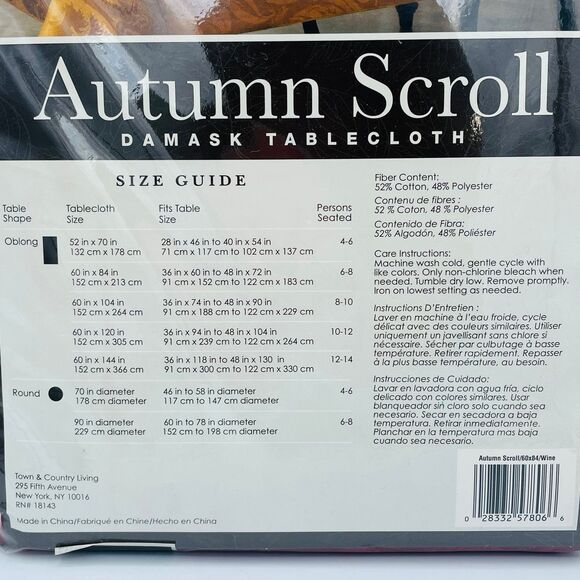 Autumn Scroll
DAMASK TABLECLOTH
SIZE GUIDE
Table Shape
Tablecloth Size
Fits Table Size
Persons Seated
Oblong
52 in x 70 in
132 cm x 178 cm
28 in x 46 in to 40 in x 54 in
71 cm x 117 cm to 102 cm x 137 cm
4-6
60 in x 84 in
152 cm x 213 cm
36 in x 60 in to 48 in x 72 in
91 cm x 152 cm to 122 cm x 183 cm
6-8
60 in x 104 in
152 cm x 264 cm
36 in x 74 in to 48 in x 90 in
91 cm x 188 cm to 122 cm x 229 cm
8-10
60 in x 120 in
152 cm x 305 cm
36 in x 94 in to 48 in x 104 in
91 cm x 239 cm to 122 cm x 264 cm
10-12
60 in x 144 in
152 cm x 366 cm
36 in x 118 in to 48 in x 130 in
91 cm x 300 cm to 122 cm x 330 cm
12-14
Round
70 in diameter
178 cm diameter
46 in to 58 in diameter
117 cm to 147 cm diameter
4-6
90 in diameter
229 cm diameter
60 in to 78 in diameter
152 cm to 198 cm diameter
6-8
Fiber Content:
52% Cotton, 48% Polyester
Contenu de fibres :
52 % Coton, 48 % Polyester
Contenido de Fibra:
52% Algodón, 48% Poliéster
Care Instructions:
Machine wash cold, gentle cycle with
like colors. Only non-chlorine bleach when
needed. Tumble dry low. Remove promptly.
Iron on lowest setting as needed.
Instructions D'Entretien :
Laver en machine à l'eau froide, cycle
délicat avec des couleurs similaires. Utiliser
uniquement un javellisant sans chlore si
nécessaire. Sécher par culbutage à basse
température. Retirer rapidement. Repasser
à la plus basse température, au besoin.
Instrucciones de Cuidado:
Lavar en lavadora con agua fría, ciclo
delicado con colores similares. Usar
blanqueador sin cloro solo cuando sea
necesario. Secar en secadora a baja
temperatura. Retirar inmediatamente.
Planchar en la temperatura mas baja
cuando sea necesario.
Town & Country Living
295 Fifth Avenue
New York, NY 10016
RN# 18143
Made in China/Fabriqué en Chine/Hecho en China
Autumn Scroll/60x84/Wine
0 28332 57806 6